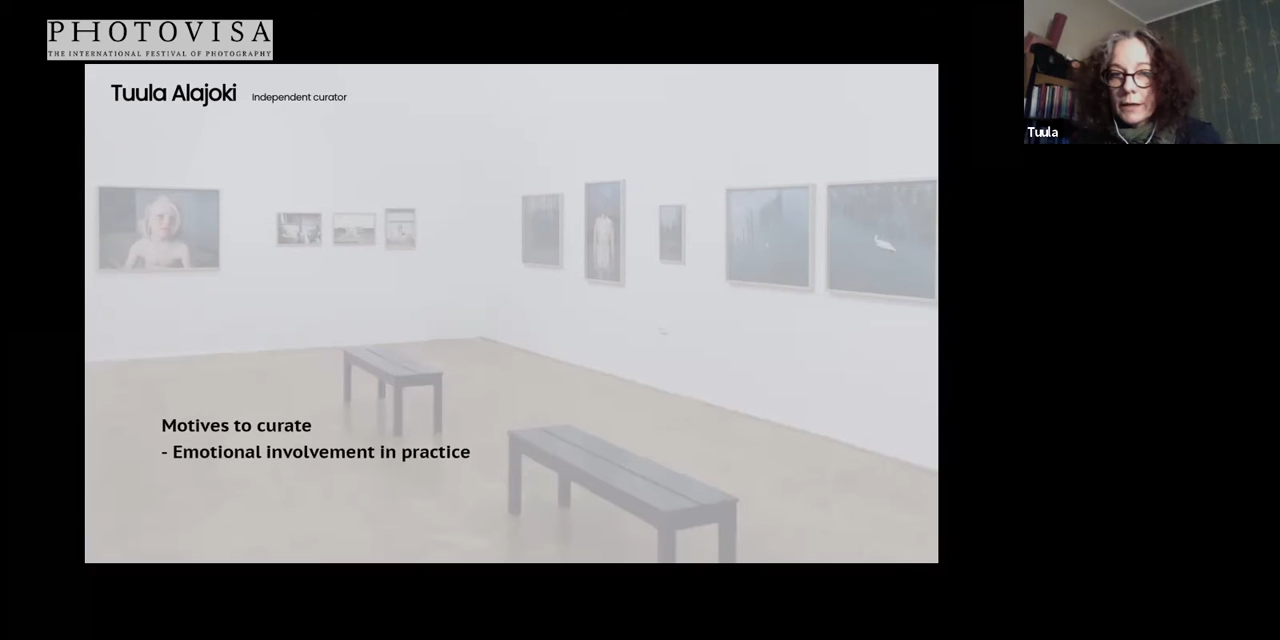 PHOTOVISA
THE INTERNATIONAL FESTIVAL OF PHOTOGRAPHY
Tuula Alajoki Independent curator
Tuula
Motives to curate
- Emotional involvement in practice